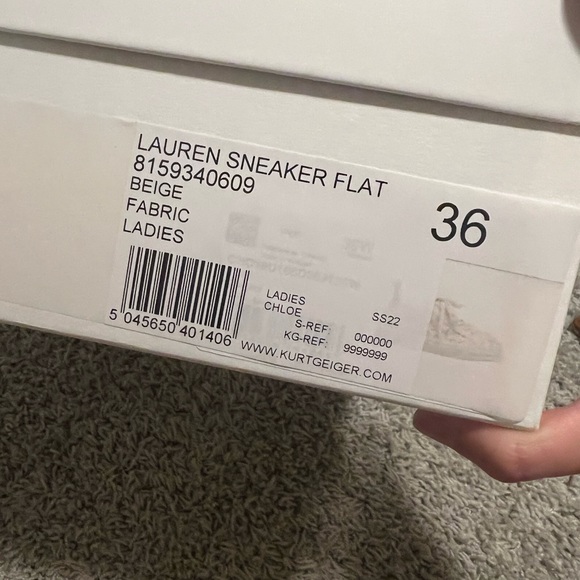 LAUREN SNEAKER FLAT
8159340609
BEIGE
FABRIC
LADIES
36
5 045650 401406
LADIES
CHLOE SS22
S-REF: 000000
KG-REF: 9999999
WWW.KURTGEIGER.COM